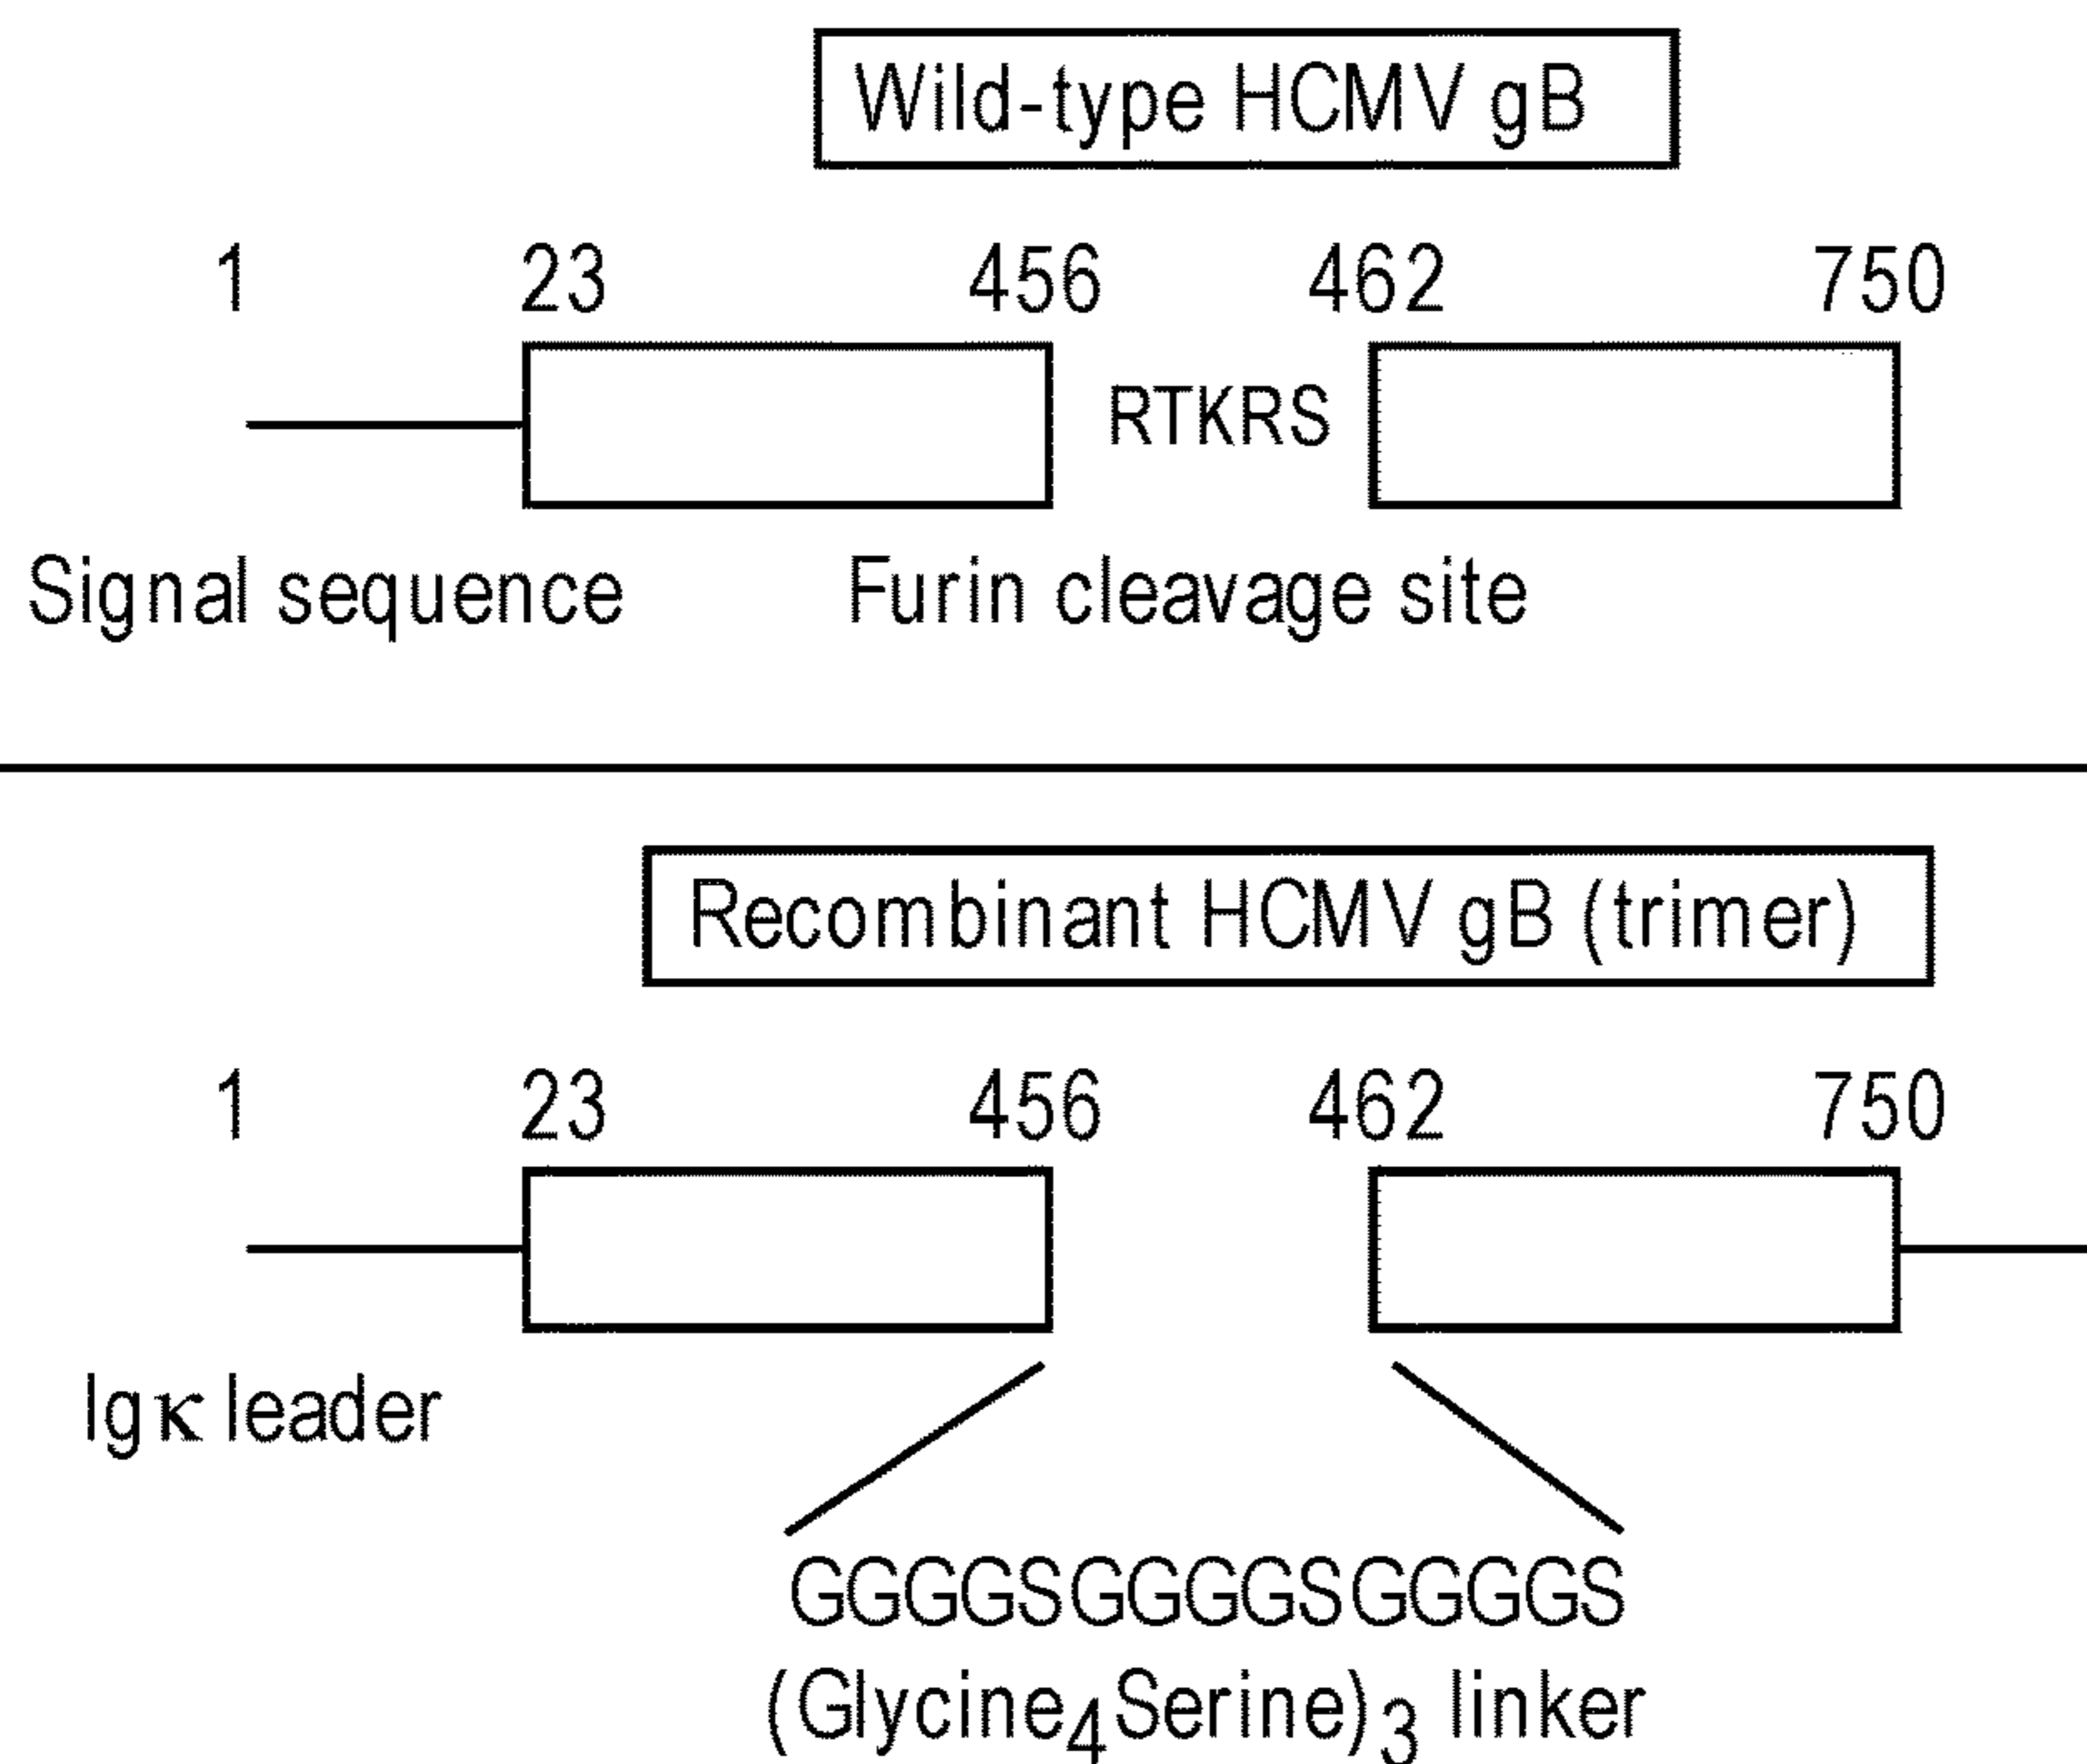 Wild-type HCMV gB
1 23 456 462 750
RTKRS
Signal sequence Furin cleavage site
Recombinant HCMV gB (trimer)
1 23 456 462 750
Igκ leader
GGGGSGGGGSGGGGS
(Glycine4Serine)3 linker